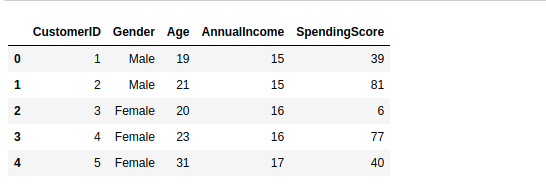 CustomerID Gender Age AnnualIncome SpendingScore
0 1 Male 19 15 39
1 2 Male 21 15 81
2 3 Female 20 16 6
3 4 Female 23 16 77
4 5 Female 31 17 40